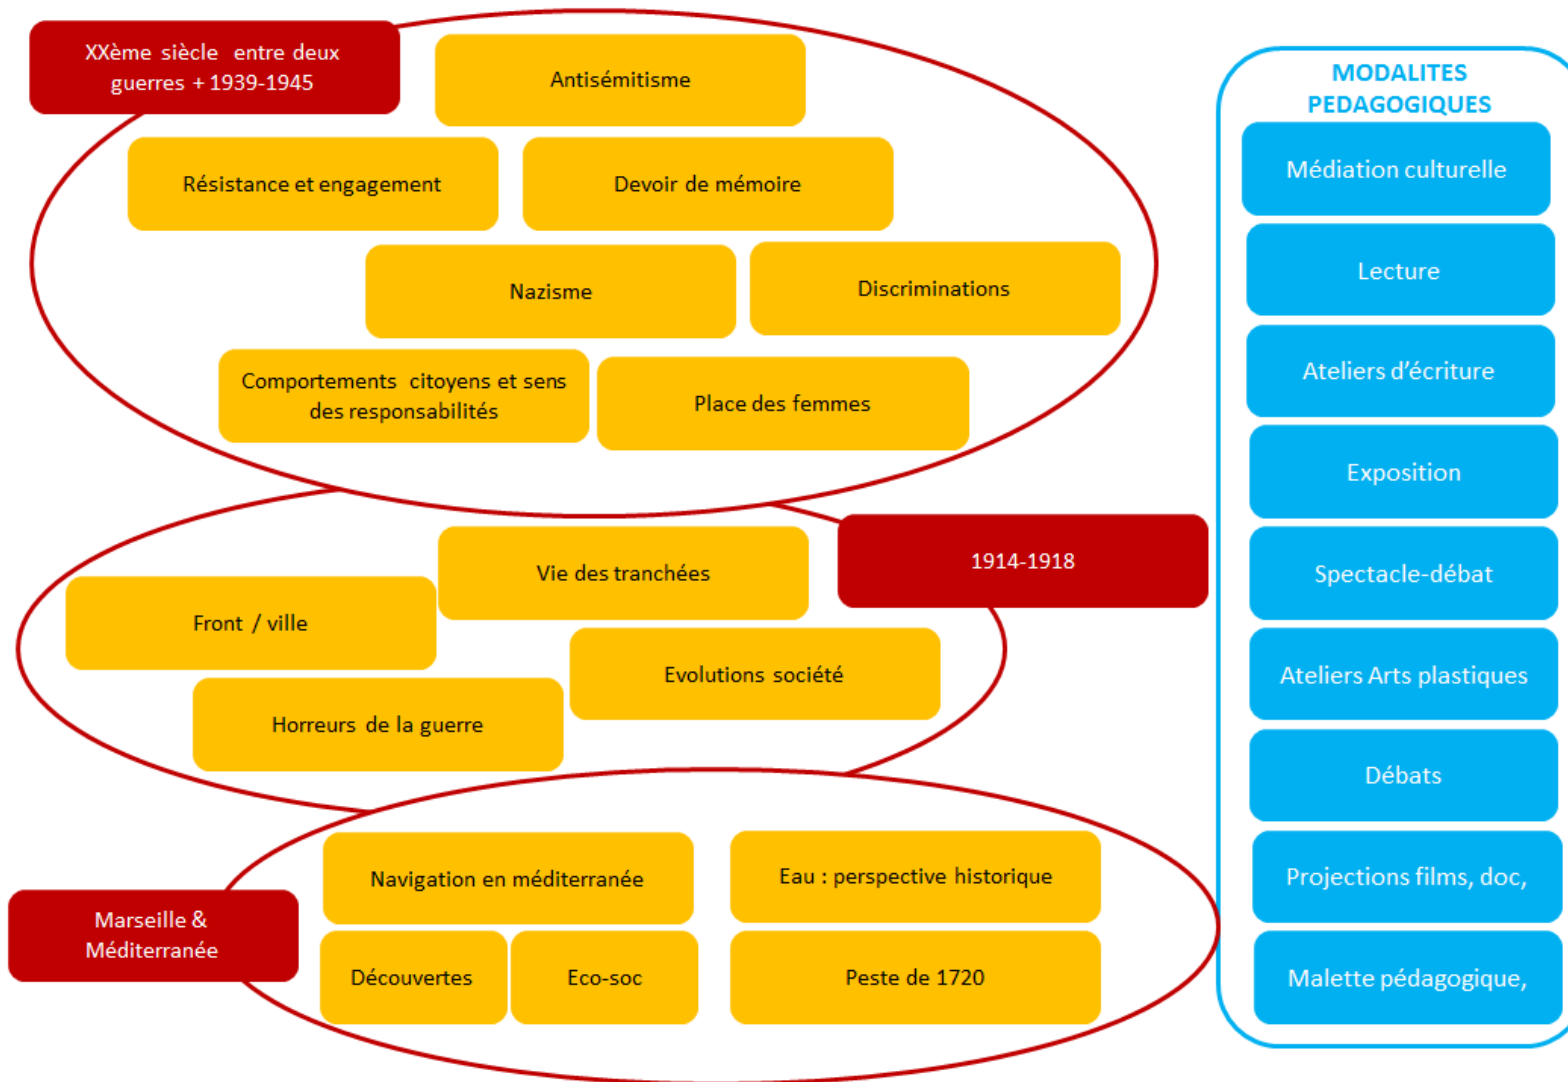 XXème siècle entre deux
guerres + 1939-1945
Antisémitisme
Résistance et engagement
Devoir de mémoire
Nazisme
Discriminations
Comportements citoyens et sens
des responsabilités
Place des femmes
1914-1918
Vie des tranchées
Front / ville
Evolutions société
Horreurs de la guerre
Marseille &
Méditerranée
Navigation en méditerranée
Eau : perspective historique
Découvertes
Eco-soc
Peste de 1720
MODALITES
PEDAGOGIQUES
Médiation culturelle
Lecture
Ateliers d’écriture
Exposition
Spectacle-débat
Ateliers Arts plastiques
Débats
Projections films, doc,
Malette pédagogique,